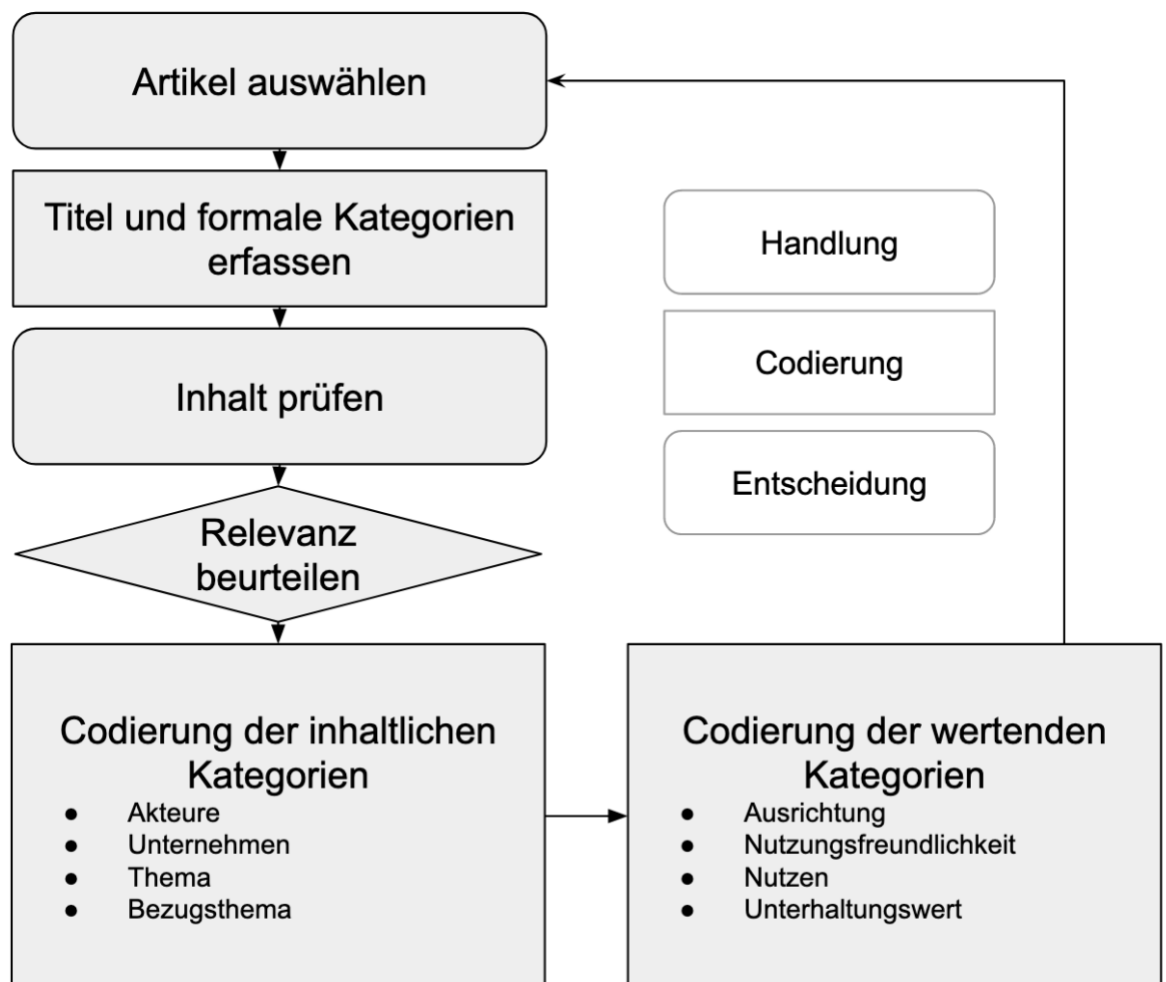 Artikel auswählen
Titel und formale Kategorien
erfassen
Inhalt prüfen
Relevanz
beurteilen
Handlung
Codierung
Entscheidung
Codierung der inhaltlichen
Kategorien
● Akteure
● Unternehmen
● Thema
● Bezugsthema
Codierung der wertenden
Kategorien
● Ausrichtung
● Nutzungsfreundlichkeit
● Nutzen
● Unterhaltungswert